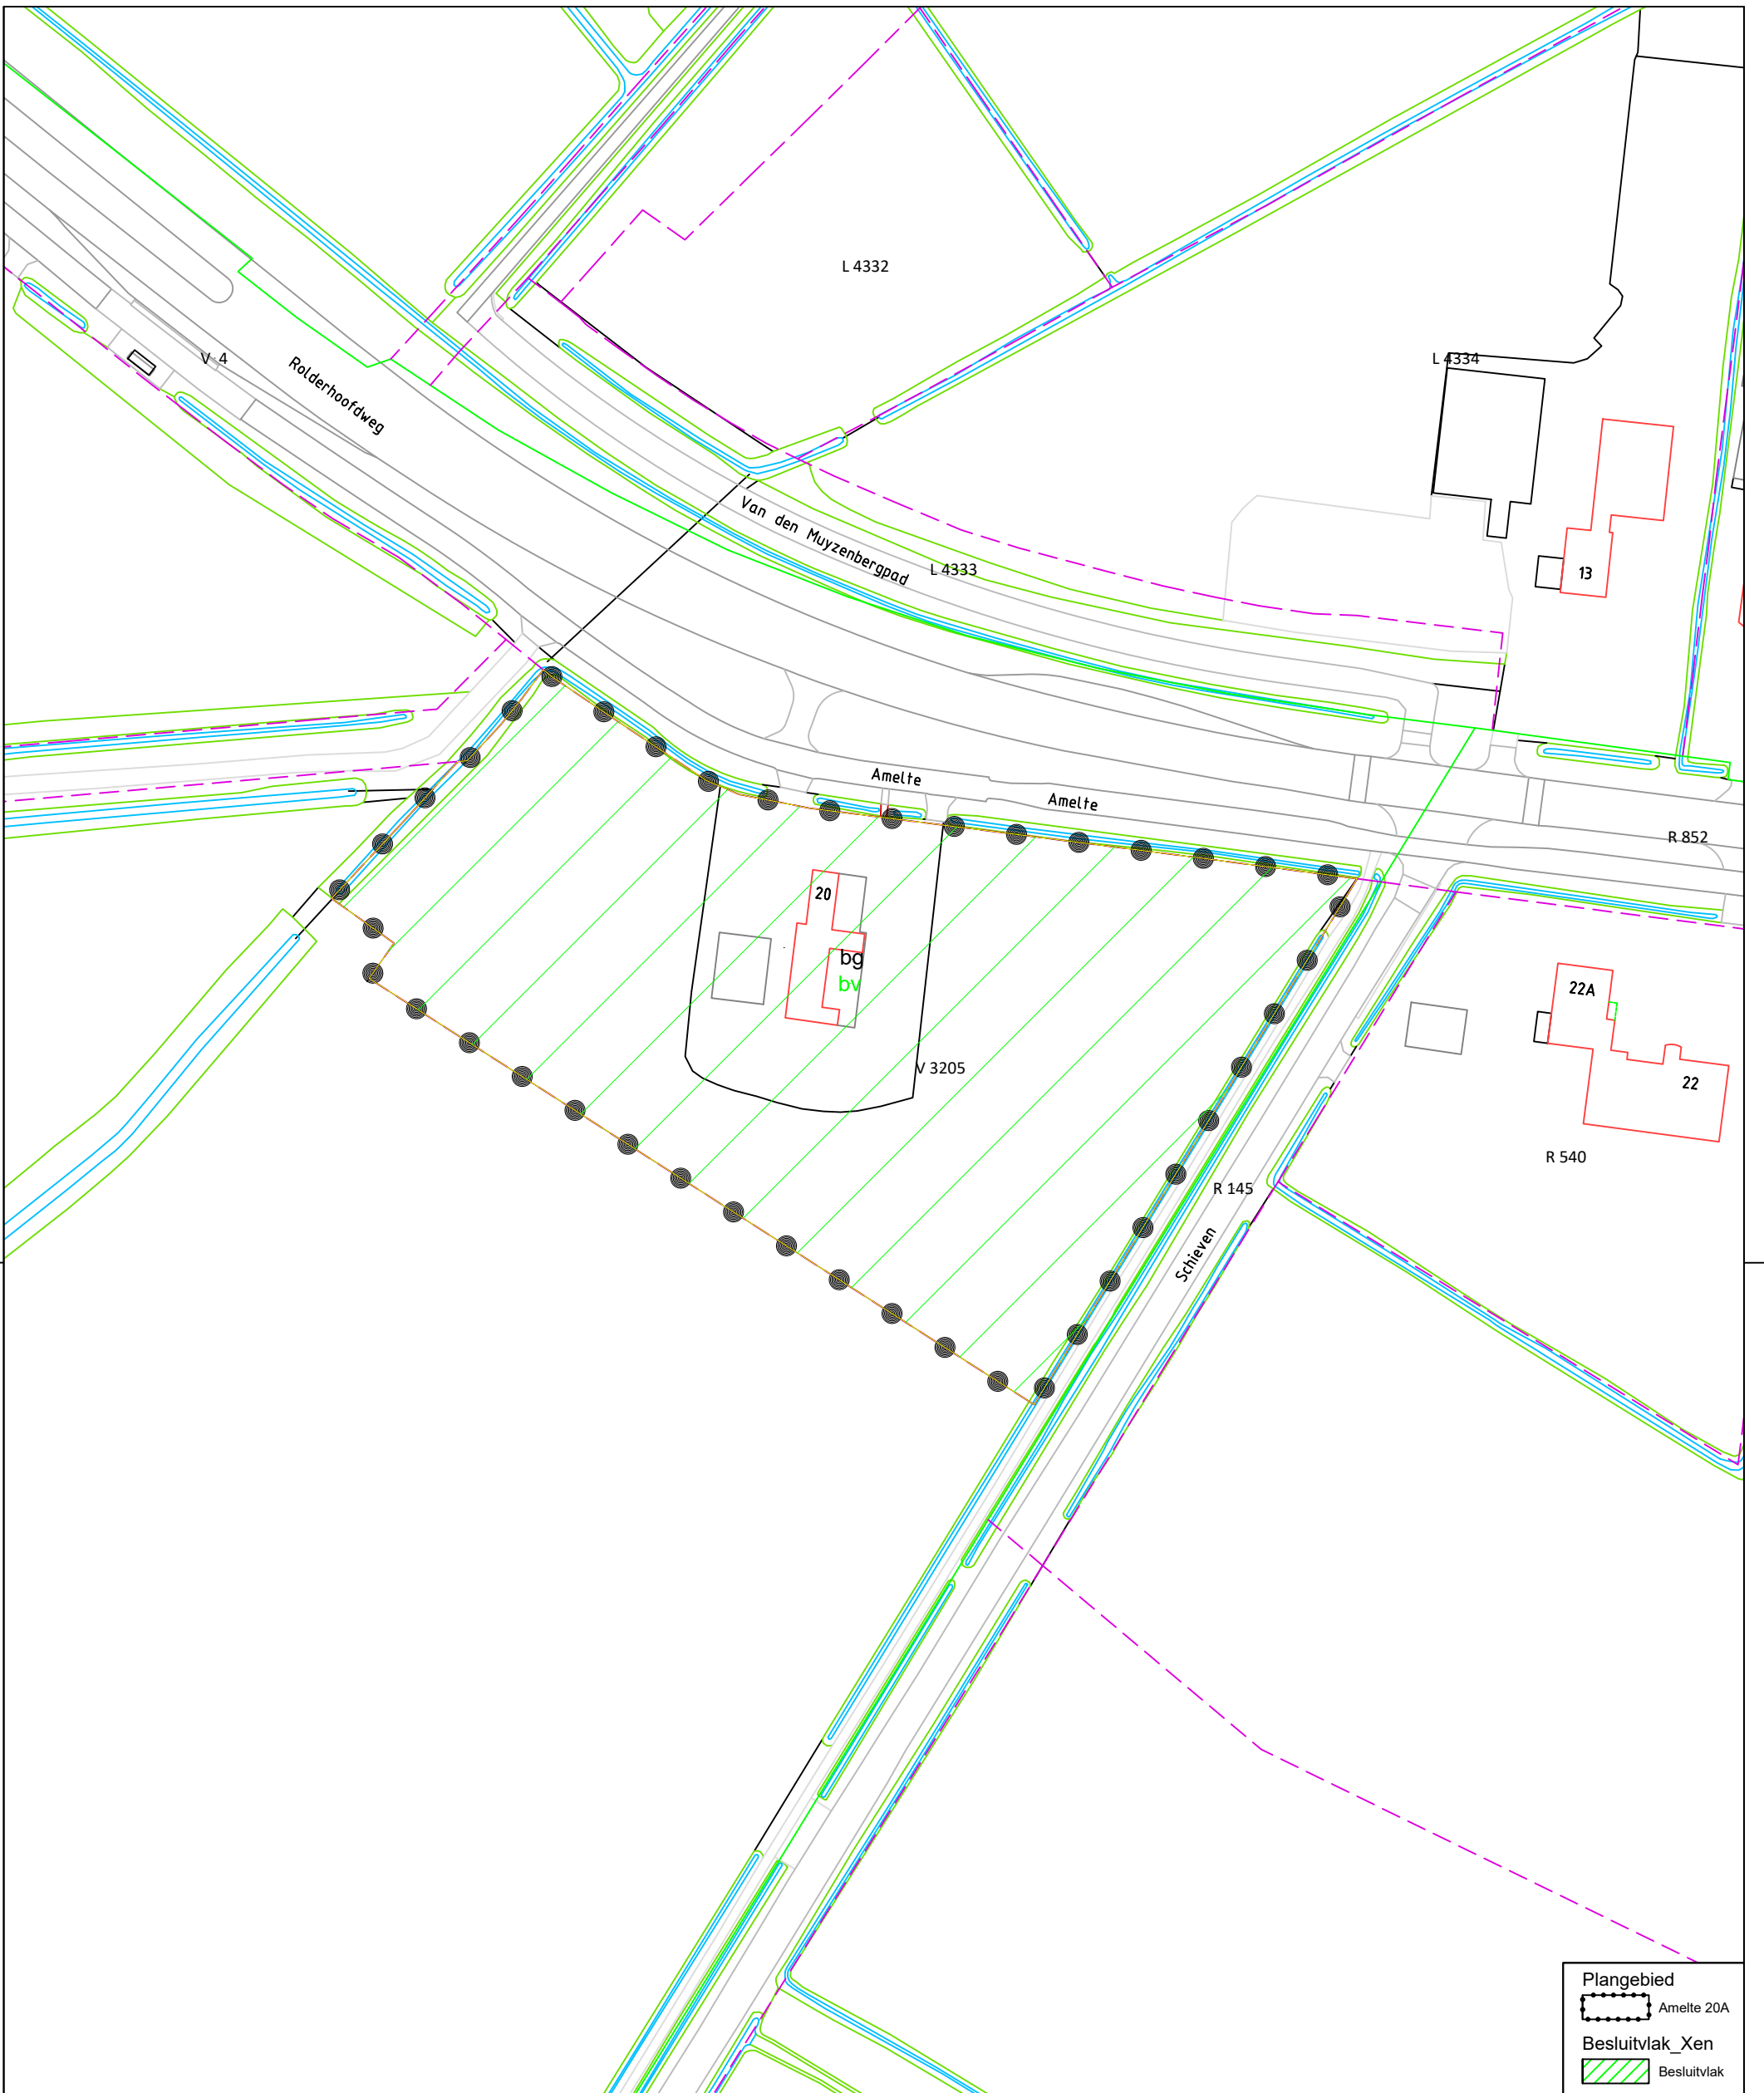 L 4332
V 4
Rolderhoofdweg
L 4334
Van den Muyzenbergpad
L 4333
13
Amelte
Amelte
R 852
20
bg
bv
22A
V 3205
22
R 540
R 145
Schieven
Plangebied
Amelte 20A
Besluitvlak_Xen
Besluitvlak